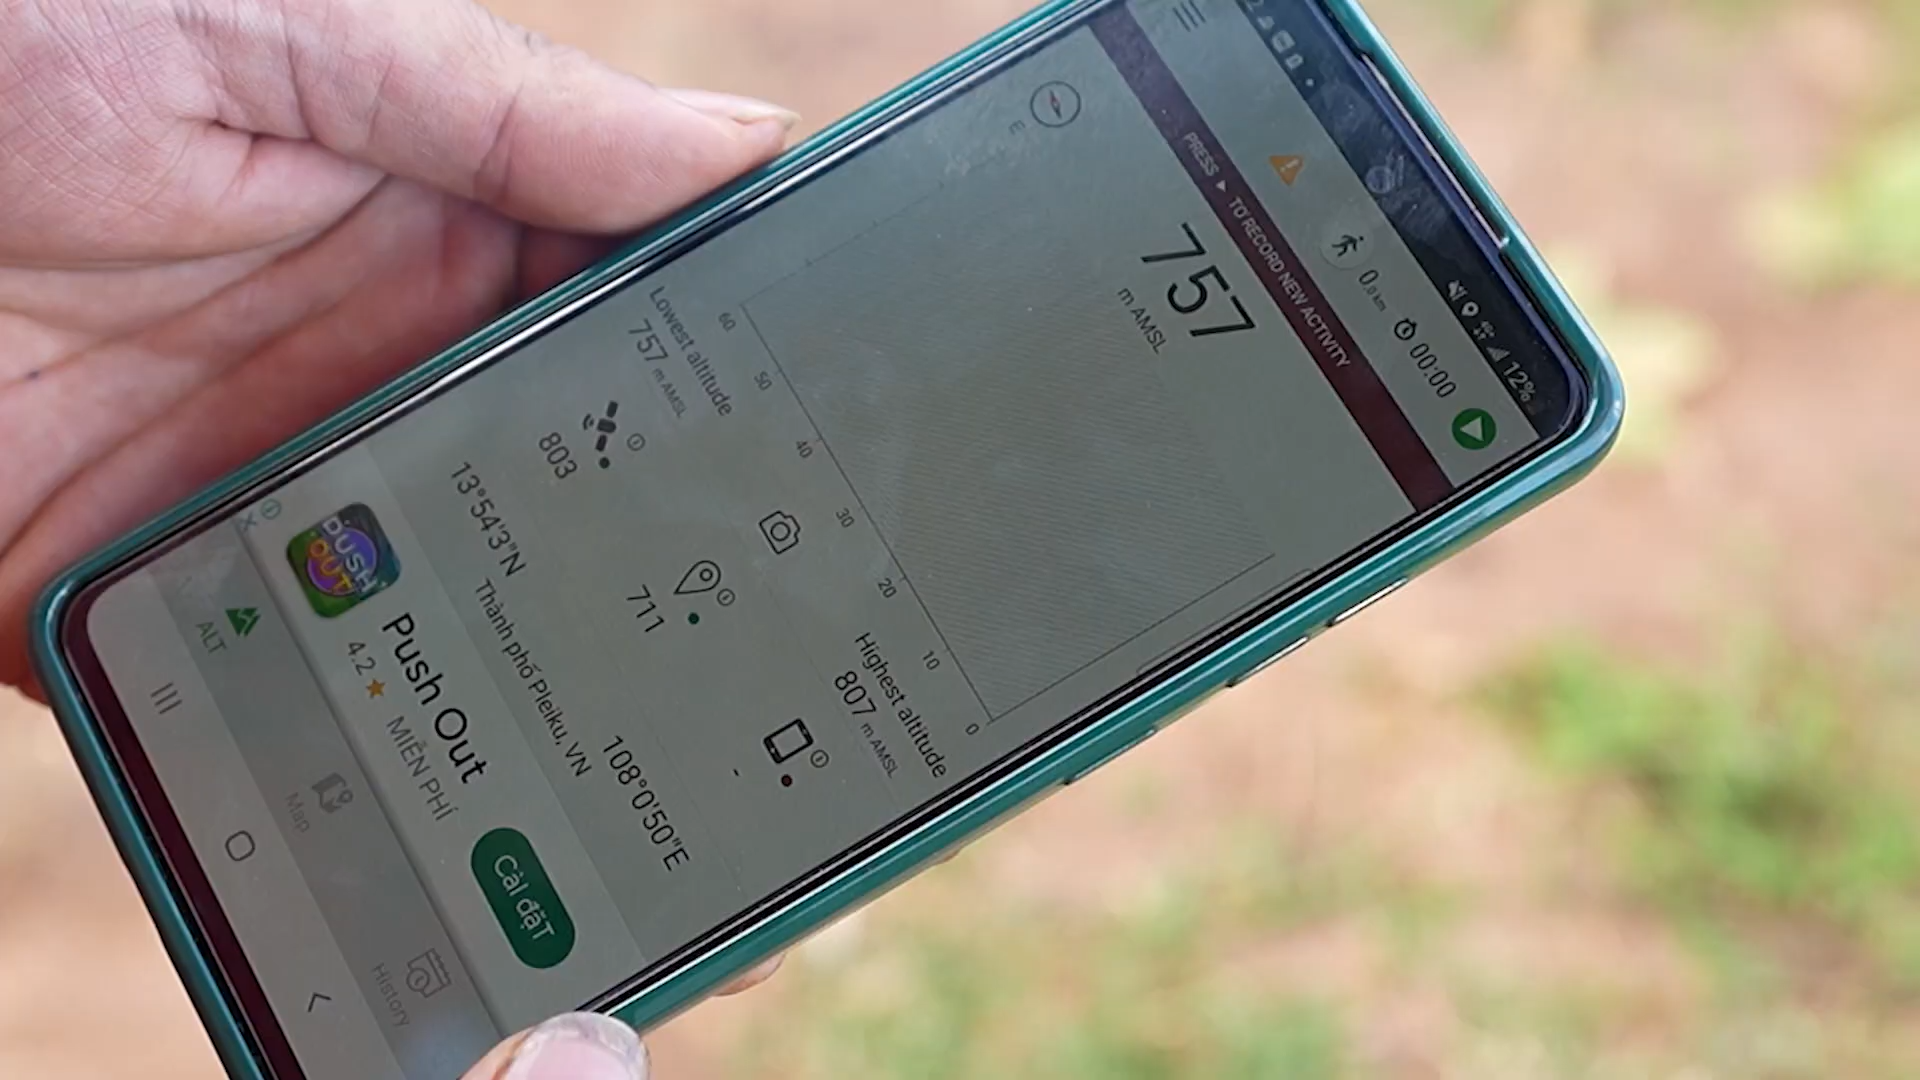 12%
0.0 km
00:00
PRESS ▶ TO RECORD NEW ACTIVITY
757
m AMSL
E
60 50 40 30 20 10 0
Lowest altitude
757 m AMSL
Highest altitude
807 m AMSL
803
711
-
13°54'3"N
108°0'50"E
Thành phố Pleiku, VN
PUSH
OUT
Push Out
4.2 ★ MIỄN PHÍ
Cài đặT
ALT
Map
History